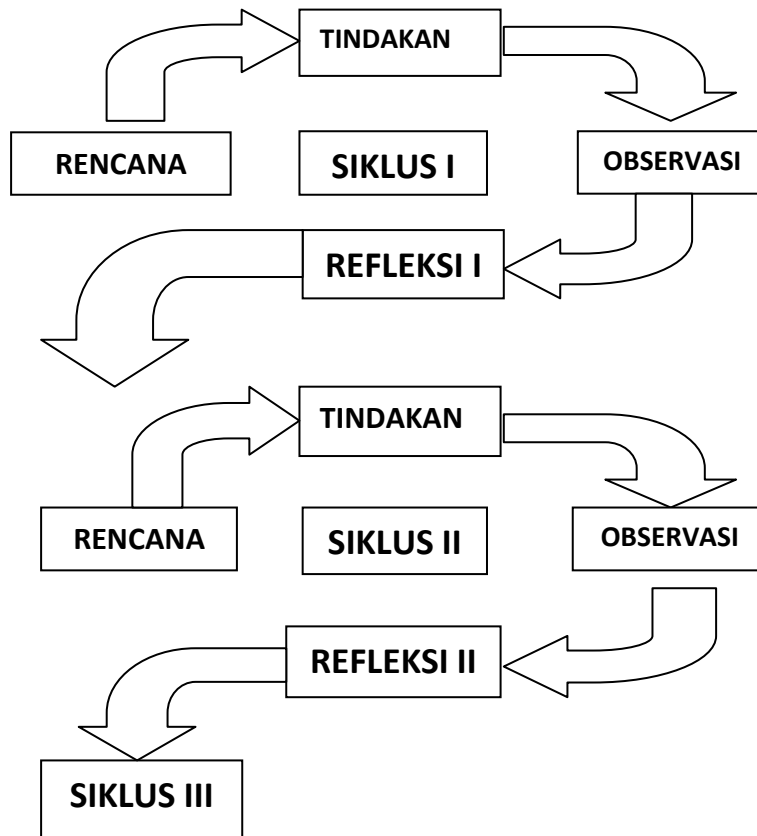 TINDAKAN
RENCANA
SIKLUS I
OBSERVASI
REFLEKSI I
TINDAKAN
RENCANA
SIKLUS II
OBSERVASI
REFLEKSI II
SIKLUS III